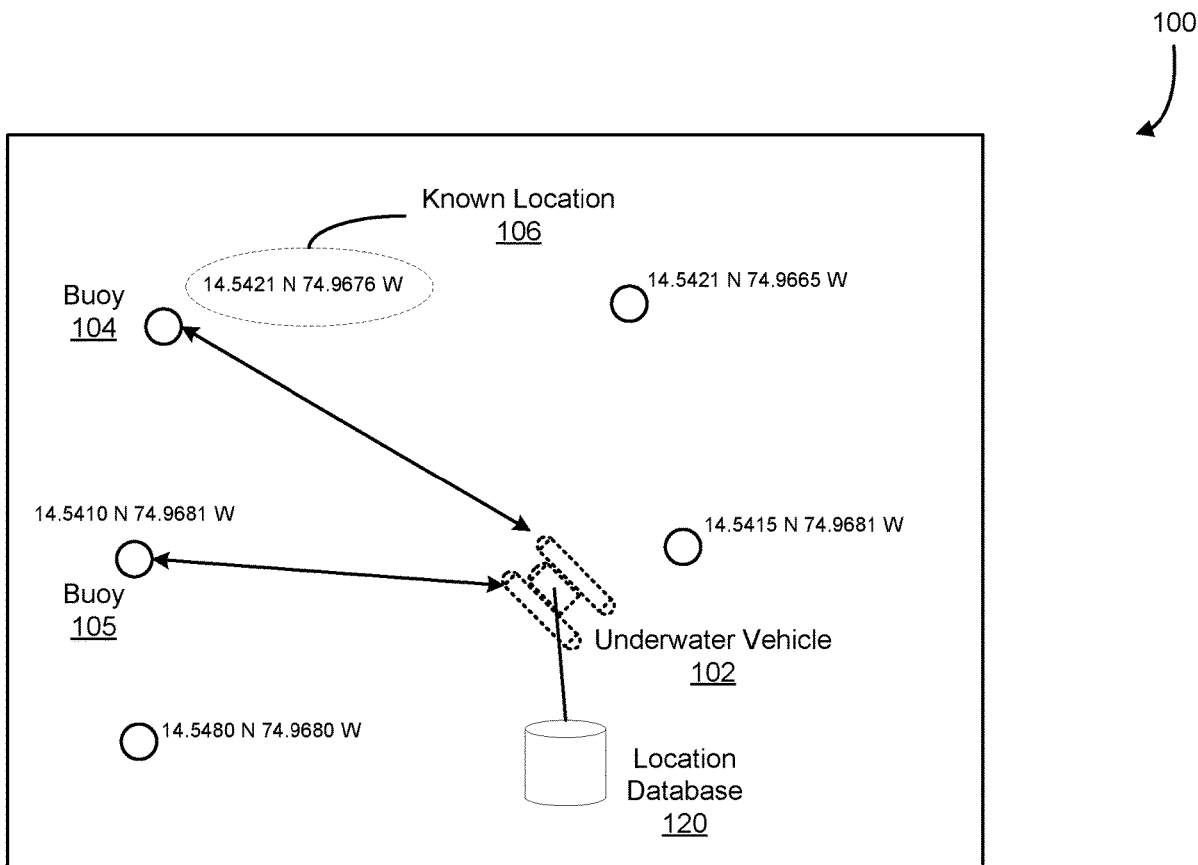 100
Known Location
106
14.5421 N 74.9676 W
14.5421 N 74.9665 W
Buoy
104
14.5410 N 74.9681 W
14.5415 N 74.9681 W
Buoy
105
Underwater Vehicle
102
14.5480 N 74.9680 W
Location
Database
120